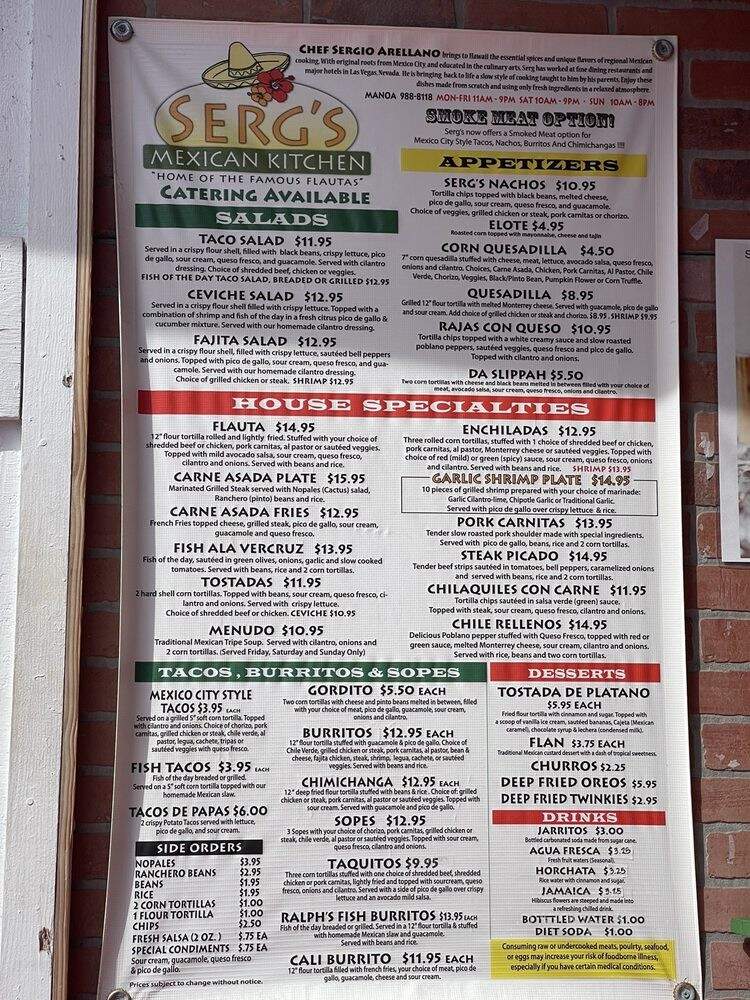 CHEF SERGIO ARELLANO brings to Hawaii the essential spices and unique flavors of regional Mexican
cooking. With original roots from Mexico City, and educated in the culinary arts, Serg has worked at fine dining restaurants and
major hotels in Las Vegas, Nevada. He is bringing back to life a slow style of cooking taught to him by his parents. Enjoy these
dishes made from scratch and using only fresh ingredients in a relaxed atmosphere.
MANOA 988-8118 MON-FRI 11AM - 9PM SAT 10AM - 9PM · SUN 10AM - 8PM
SERG'S
MEXICAN KITCHEN
"HOME OF THE FAMOUS FLAUTAS"
CATERING AVAILABLE
SMOKE MEAT OPTION!
Serg's now offers a Smoked Meat option for
Mexico City Style Tacos, Nachos, Burritos And Chimichangas !!!!
SALADS
TACO SALAD $11.95
Served in a crispy flour shell, filled with black beans, crispy lettuce, pico
de gallo, sour cream, queso fresco, and guacamole. Served with cilantro
dressing. Choice of shredded beef, chicken or veggies.
FISH OF THE DAY TACO SALAD, BREADED OR GRILLED $12.95
CEVICHE SALAD $12.95
Served in a crispy flour shell filled with crispy lettuce. Topped with a
combination of shrimp and fish of the day in a fresh citrus pico de gallo &
cucumber mixture. Served with our homemade cilantro dressing.
FAJITA SALAD $12.95
Served in a crispy flour shell, filled with crispy lettuce, sautéed bell peppers
and onions. Topped with pico de gallo, sour cream, queso fresco, and gua-
camole. Served with our homemade cilantro dressing.
Choice of grilled chicken or steak. SHRIMP $12.95
APPETIZERS
SERG'S NACHOS $10.95
Tortilla chips topped with black beans, melted cheese,
pico de gallo, sour cream, queso fresco, and guacamole.
Choice of veggies, grilled chicken or steak, pork carnitas or chorizo.
ELOTE $4.95
Roasted corn topped with mayonnaise, cheese and tajin
CORN QUESADILLA $4.50
7" corn quesadilla stuffed with cheese, meat, lettuce, avocado salsa, queso fresco,
onions and cilantro. Choices, Carne Asada, Chicken, Pork Carnitas, Al Pastor, Chile
Verde, Chorizo, Veggies, Black/Pinto Bean, Pumpkin Flower or Corn Truffle.
QUESADILLA $8.95
Grilled 12" flour tortilla with melted Monterrey cheese. Served with guacamole, pico de gallo
and sour cream. Add choice of grilled chicken or steak and chorizo. $8.95 . SHRIMP $9.95
RAJAS CON QUESO $10.95
Tortilla chips topped with a white creamy sauce and slow roasted
poblano peppers, sautéed veggies, queso fresco and pico de gallo.
Topped with cilantro and onions.
DA SLIPPAH $5.50
Two corn tortillas with cheese and black beans melted in between filled with your choice of
meat, avocado salsa, sour cream, queso fresco, onions and cilantro.
HOUSE SPECIALTIES
FLAUTA $14.95
12" flour tortilla rolled and lightly fried. Stuffed with your choice of
shredded beef or chicken, pork carnitas, al pastor or sautéed veggies.
Topped with mild avocado salsa, sour cream, queso fresco,
cilantro and onions. Served with beans and rice.
CARNE ASADA PLATE $15.95
Marinated Grilled Steak served with Nopales (Cactus) salad,
Ranchero (pinto) beans and rice.
CARNE ASADA FRIES $12.95
French Fries topped cheese, grilled steak, pico de gallo, sour cream,
guacamole and queso fresco.
FISH ALA VERCRUZ $13.95
Fish of the day, sautéed in green olives, onions, garlic and slow cooked
tomatoes. Served with beans, rice and 2 corn tortillas.
TOSTADAS $11.95
2 hard shell corn tortillas. Topped with beans, sour cream, queso fresco, ci-
lantro and onions. Served with crispy lettuce.
Choice of shredded beef or chicken. CEVICHE $10.95
MENUDO $10.95
Traditional Mexican Tripe Soup. Served with cilantro, onions and
2 corn tortillas. (Served Friday, Saturday and Sunday Only)
ENCHILADAS $12.95
Three rolled corn tortillas, stuffed with 1 choice of shredded beef or chicken,
pork carnitas, al pastor, Monterrey cheese or sautéed veggies. Topped with
choice of red (mild) or green (spicy) sauce, sour cream, queso fresco, onions
and cilantro. Served with beans and rice. SHRIMP $13.95
GARLIC SHRIMP PLATE $14.95
10 pieces of grilled shrimp prepared with your choice of marinade:
Garlic Cilantro-lime, Chipotle Garlic or Traditional Garlic.
Served with pico de gallo over crispy lettuce & rice.
PORK CARNITAS $13.95
Tender slow roasted pork shoulder made with special ingredients.
Served with pico de gallo, beans, rice and 2 corn tortillas.
STEAK PICADO $14.95
Tender beef strips sautéed in tomatoes, bell peppers, caramelized onions
and served with beans, rice and 2 corn tortillas.
CHILAQUILES CON CARNE $11.95
Tortilla chips sautéed in salsa verde (green) sauce.
Topped with steak, sour cream, queso fresco, cilantro and onions.
CHILE RELLENOS $14.95
Delicious Poblano pepper stuffed with Queso Fresco, topped with red or
green sauce, melted Monterrey cheese, sour cream, cilantro and onions.
Served with rice, beans and two corn tortillas.
TACOS, BURRITOS & SOPES
MEXICO CITY STYLE
TACOS $3.95 EACH
Served on a grilled 5" soft corn tortilla. Topped
with cilantro and onions. Choice of chorizo, pork
carnitas, grilled chicken or steak, chile verde, al
pastor, legua, cachete, tripas or
sautéed veggies with queso fresco.
FISH TACOS $3.95 EACH
Fish of the day breaded or grilled.
Served on a 5" soft corn tortilla topped with our
homemade Mexican slaw.
TACOS DE PAPAS $6.00
2 crispy Potato Tacos served with lettuce,
pico de gallo, and sour cream.
SIDE ORDERS
NOPALES $3.95
RANCHERO BEANS $2.95
BEANS $1.95
RICE $1.95
2 CORN TORTILLAS $1.00
1 FLOUR TORTILLA $1.00
CHIPS $2.50
FRESH SALSA (2 OZ. ) $.75 EA
SPECIAL CONDIMENTS $.75 EA
Sour cream, guacamole, queso fresco
& pico de gallo.
Prices subject to change without notice.
GORDITO $5.50 EACH
Two corn tortillas with cheese and pinto beans melted in between, filled
with your choice of meat, pico de gallo, guacamole, sour cream,
onions and cilantro.
BURRITOS $12.95 EACH
12" flour tortilla stuffed with guacamole & pico de gallo. Choice of
Chile Verde, grilled chicken or steak, pork carnitas, al pastor, bean &
cheese, fajita chicken, steak, shrimp, legua, cachete, or sautéed
veggies. Served with beans and rice.
CHIMICHANGA $12.95 EACH
12" deep fried flour tortilla stuffed with beans & rice. Choice of: grilled
chicken or steak, pork carnitas, al pastor or sautéed veggies. Topped with
sour cream. Served with guacamole and pico de gallo.
SOPES $12.95
3 Sopes with your choice of chorizo, pork carnitas, grilled chicken or
steak, chile verde, al pastor or sautéed veggies. Topped with sour cream,
queso fresco, cilantro and onions.
TAQUITOS $9.95
Three corn tortillas stuffed with one choice of shredded beef, shredded
chicken or pork carnitas, lightly fried and topped with sourcream, queso
fresco, cilantro and onions. Served with a side of pico de gallo over crispy
lettuce and an avocado mild salsa.
RALPH'S FISH BURRITOS $13.95 EACH
Fish of the day breaded or grilled. Served in a 12" flour tortilla & stuffed
with homemade Mexican slaw and guacamole.
Served with beans and rice.
CALI BURRITO $11.95 EACH
12" flour tortilla filled with french fries, your choice of meat, pico de
gallo, guacamole, cheese and sour cream.
DESSERTS
TOSTADA DE PLATANO
$5.95 EACH
Fried flour tortilla with cinnamon and sugar. Topped with
a scoop of vanilla ice cream, sautéed bananas, Cajeta (Mexican
caramel), chocolate syrup & lechera (condensed milk).
FLAN $3.75 EACH
Traditional Mexican custard dessert with a dash of tropical sweetness.
CHURROS $2.25
DEEP FRIED OREOS $5.95
DEEP FRIED TWINKIES $2.95
DRINKS
JARRITOS $3.00
Bottled carbonated soda made from sugar cane.
AGUA FRESCA $3.25
Fresh fruit waters (Seasonal).
HORCHATA $3.25
Rice water with cinnamon and sugar.
JAMAICA $3.25
Hibiscus flowers are steeped and made into
a refreshing chilled drink.
BOTTTLED WATER $1.00
DIET SODA $1.00
Consuming raw or undercooked meats, poultry, seafood,
or eggs may increase your risk of foodborne illness,
especially if you have certain medical conditions.